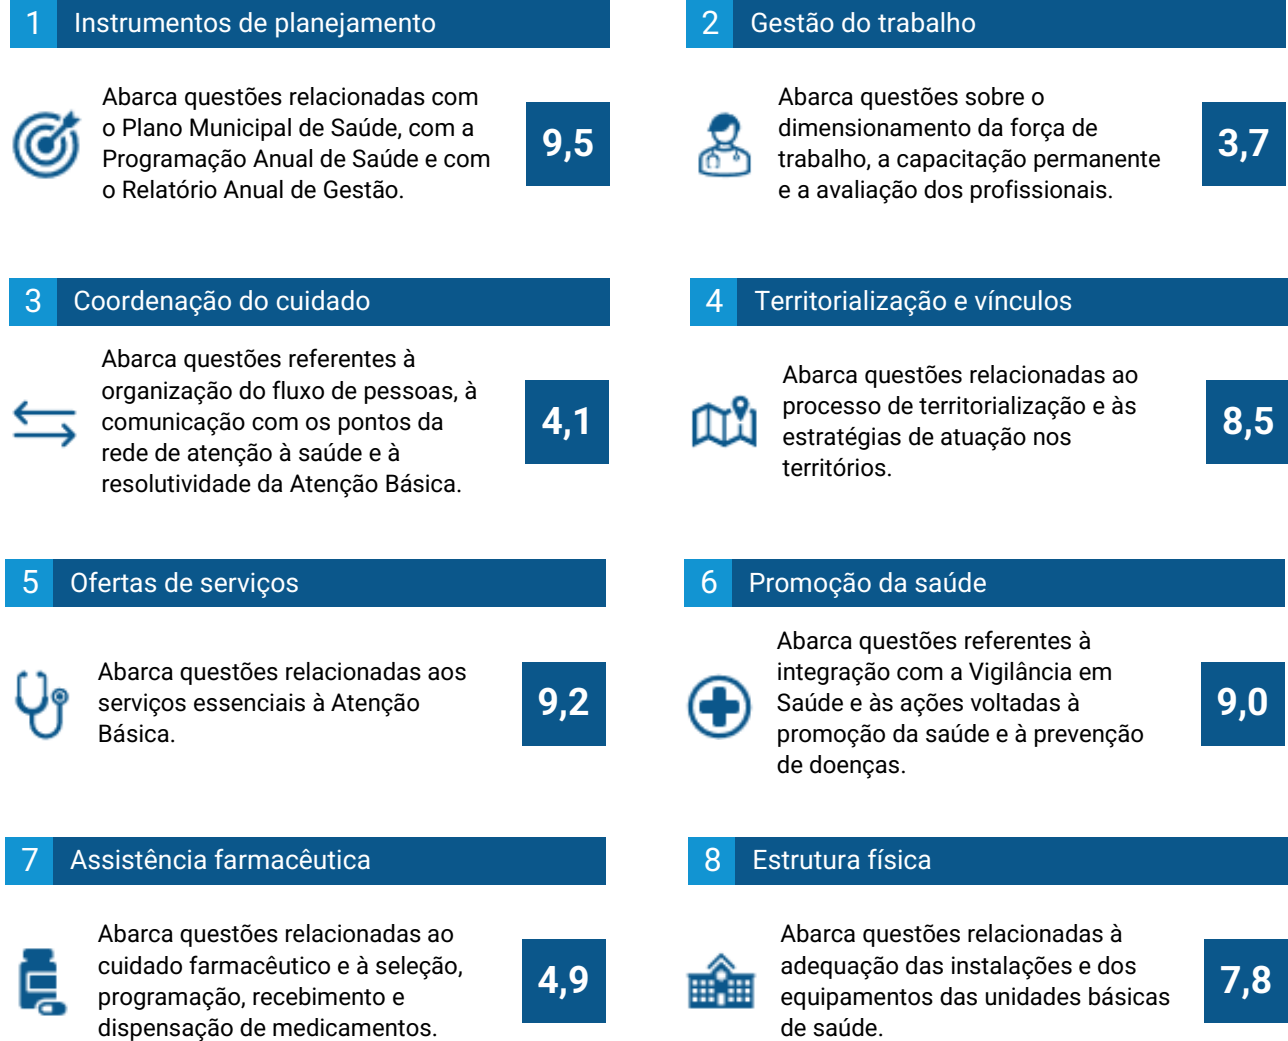 1 Instrumentos de planejamento
Abarca questões relacionadas com
o Plano Municipal de Saúde, com a
Programação Anual de Saúde e com
o Relatório Anual de Gestão.
9,5
2 Gestão do trabalho
Abarca questões sobre o
dimensionamento da força de
trabalho, a capacitação permanente
e a avaliação dos profissionais.
3,7
3 Coordenação do cuidado
Abarca questões referentes à
organização do fluxo de pessoas, à
comunicação com os pontos da
rede de atenção à saúde e à
resolutividade da Atenção Básica.
4,1
4 Territorialização e vínculos
Abarca questões relacionadas ao
processo de territorialização e às
estratégias de atuação nos
territórios.
8,5
5 Ofertas de serviços
Abarca questões relacionadas aos
serviços essenciais à Atenção
Básica.
9,2
6 Promoção da saúde
Abarca questões referentes à
integração com a Vigilância em
Saúde e às ações voltadas à
promoção da saúde e à prevenção
de doenças.
9,0
7 Assistência farmacêutica
Abarca questões relacionadas ao
cuidado farmacêutico e à seleção,
programação, recebimento e
dispensação de medicamentos.
4,9
8 Estrutura física
Abarca questões relacionadas à
adequação das instalações e dos
equipamentos das unidades básicas
de saúde.
7,8